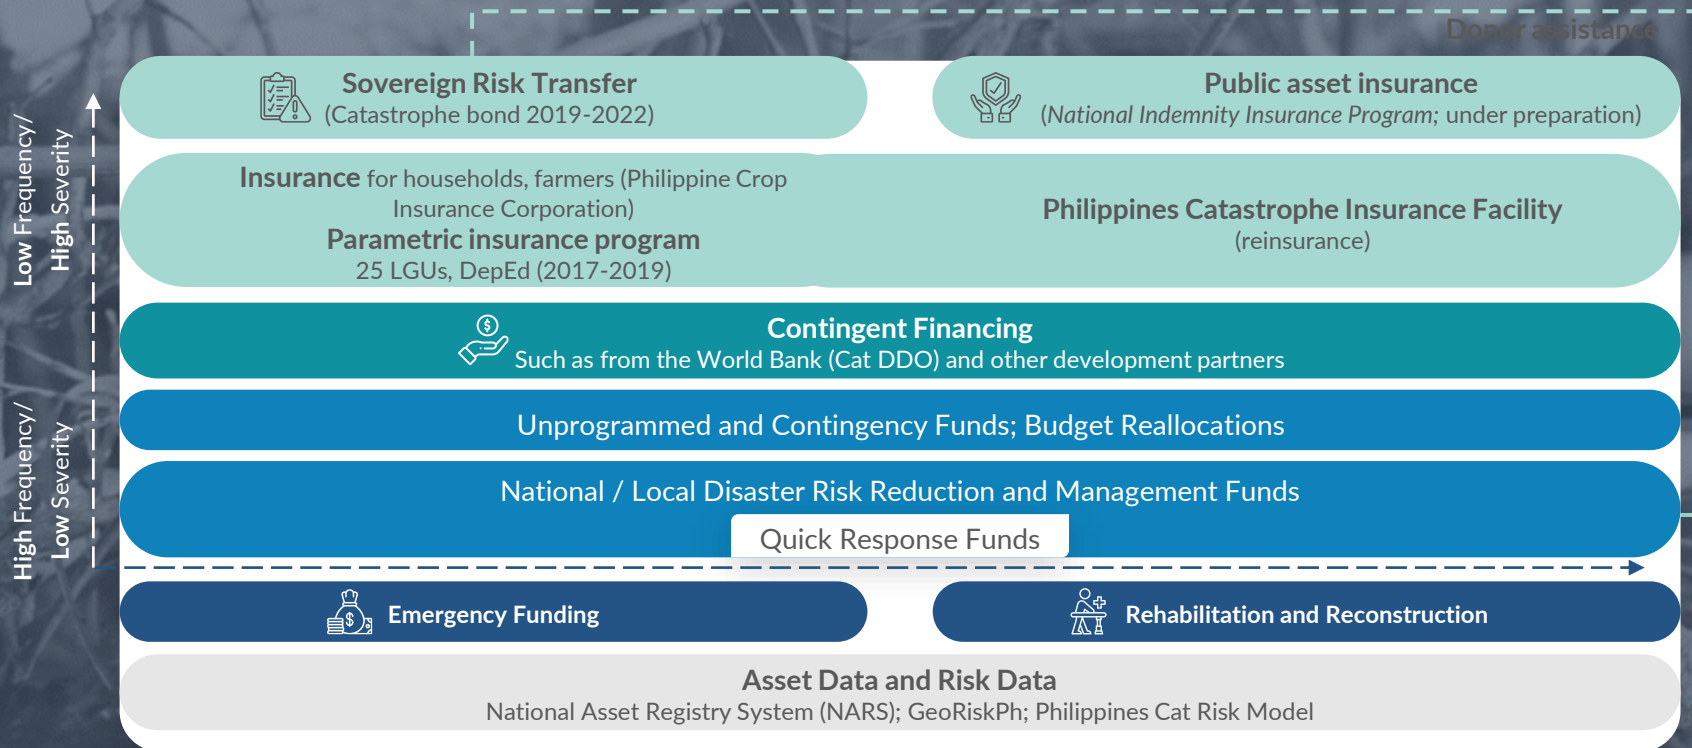 Donor assistance
Sovereign Risk Transfer
(Catastrophe bond 2019-2022)
Public asset insurance
(National Indemnity Insurance Program; under preparation)
Low Frequency/
High Severity
Insurance for households, farmers (Philippine Crop
Insurance Corporation)
Parametric insurance program
25 LGUs, DepEd (2017-2019)
Philippines Catastrophe Insurance Facility
(reinsurance)
Contingent Financing
Such as from the World Bank (Cat DDO) and other development partners
High Frequency/
Low Severity
Unprogrammed and Contingency Funds; Budget Reallocations
National / Local Disaster Risk Reduction and Management Funds
Quick Response Funds
Emergency Funding
Rehabilitation and Reconstruction
Asset Data and Risk Data
National Asset Registry System (NARS); GeoRiskPh; Philippines Cat Risk Model